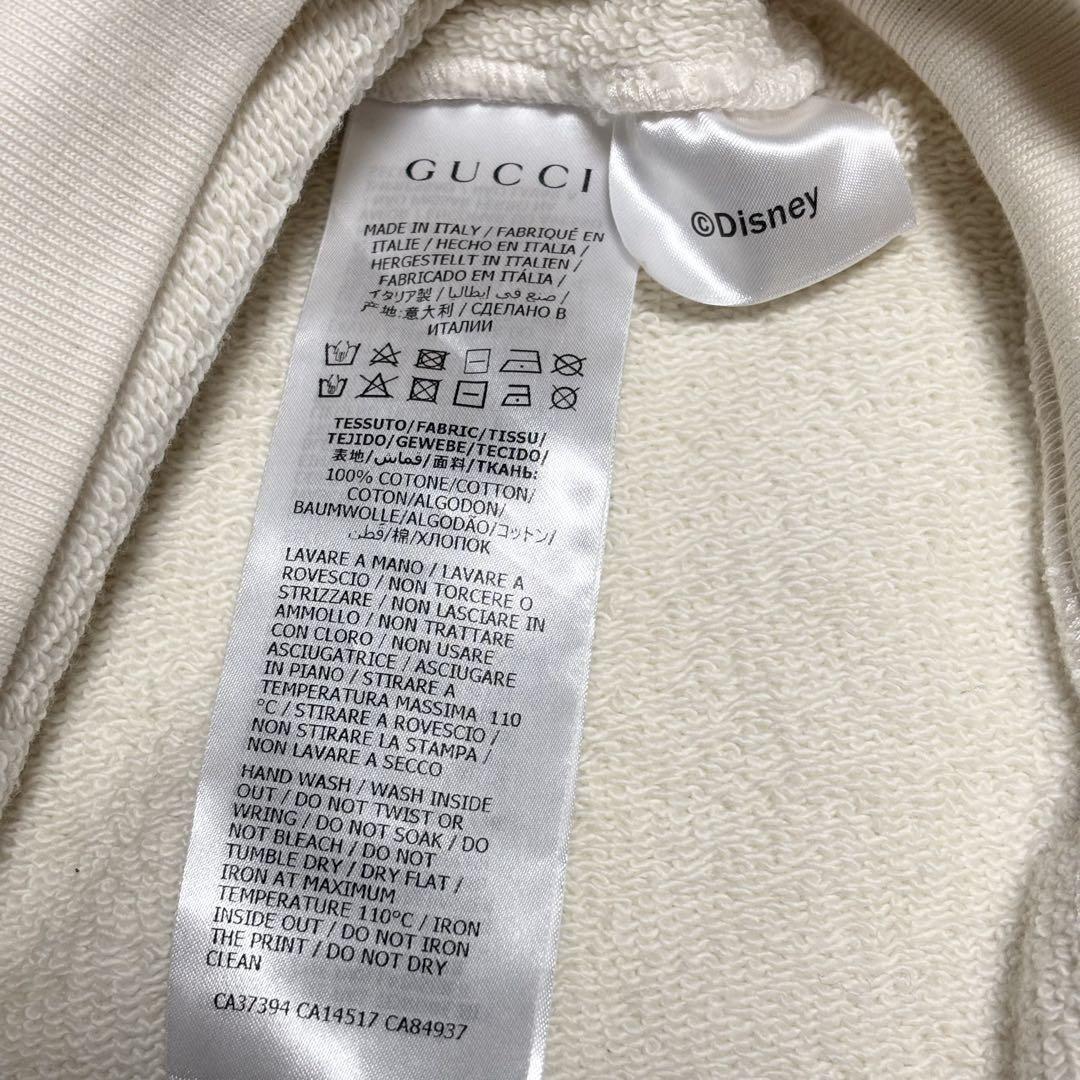 GUCCI
©Disney
MADE IN ITALY / FABRIQUÉ EN
ITALIE / HECHO EN ITALIA /
HERGESTELLT IN ITALIEN /
FABRICADO EM ITÁLIA /
イタリア製 / صنع في إيطاليا /
产地:意大利 / СДЕЛАНО В
ИТАЛИИ
TESSUTO/FABRIC/TISSU/
TEJIDO/GEWEBE/TECIDO/
表地/قماش/面料/ТКАНЬ:
100% COTONE/COTTON/
COTON/ALGODON/
BAUMWOLLE/ALGODÃO/コットン/
قطن/棉/ХЛОПОК
LAVARE A MANO / LAVARE A
ROVESCIO / NON TORCERE O
STRIZZARE / NON LASCIARE IN
AMMOLLO / NON TRATTARE
CON CLORO / NON USARE
ASCIUGATRICE / ASCIUGARE
IN PIANO / STIRARE A
TEMPERATURA MASSIMA 110
°C / STIRARE A ROVESCIO /
NON STIRARE LA STAMPA /
NON LAVARE A SECCO
HAND WASH / WASH INSIDE
OUT / DO NOT TWIST OR
WRING / DO NOT SOAK / DO
NOT BLEACH / DO NOT
TUMBLE DRY / DRY FLAT /
IRON AT MAXIMUM
TEMPERATURE 110°C / IRON
INSIDE OUT / DO NOT IRON
THE PRINT / DO NOT DRY
CLEAN
CA37394 CA14517 CA84937